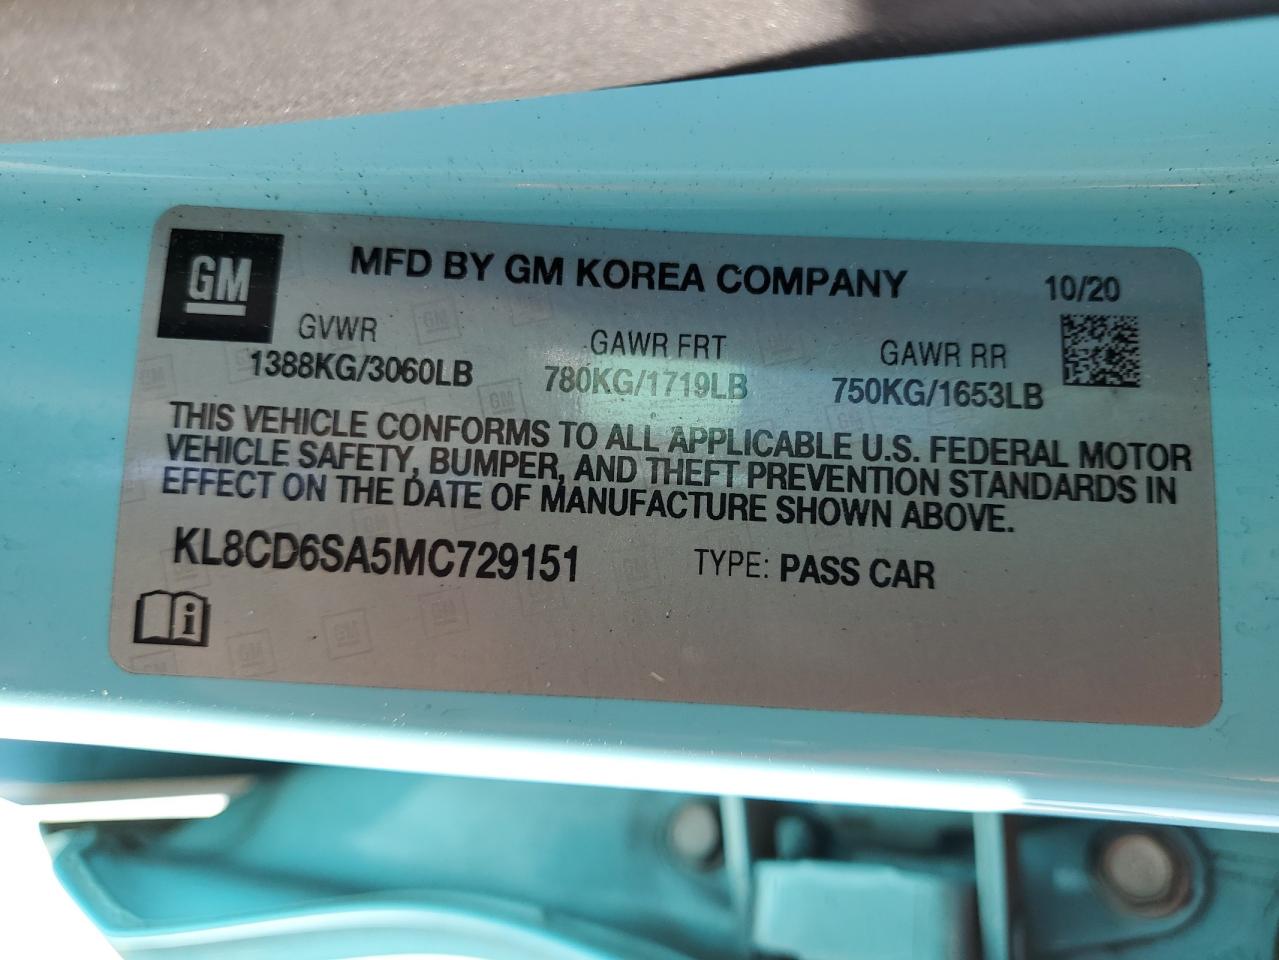 GM MFD BY GM KOREA COMPANY 10/20
GVWR GAWR FRT GAWR RR
1388KG/3060LB 780KG/1719LB 750KG/1653LB
THIS VEHICLE CONFORMS TO ALL APPLICABLE U.S. FEDERAL MOTOR
VEHICLE SAFETY, BUMPER, AND THEFT PREVENTION STANDARDS IN
EFFECT ON THE DATE OF MANUFACTURE SHOWN ABOVE.
KL8CD6SA5MC729151 TYPE: PASS CAR